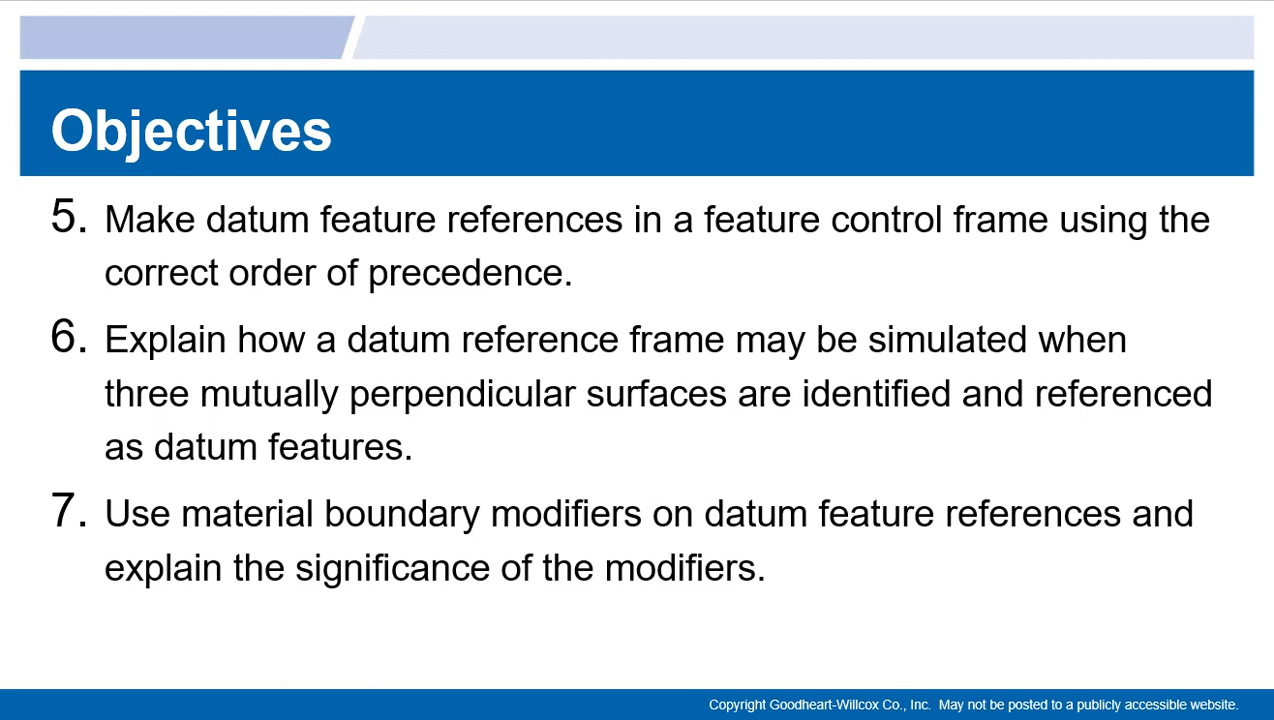 Objectives
5. Make datum feature references in a feature control frame using the
correct order of precedence.
6. Explain how a datum reference frame may be simulated when
three mutually perpendicular surfaces are identified and referenced
as datum features.
7. Use material boundary modifiers on datum feature references and
explain the significance of the modifiers.
Copyright Goodheart-Willcox Co., Inc.  May not be posted to a publicly accessible website.